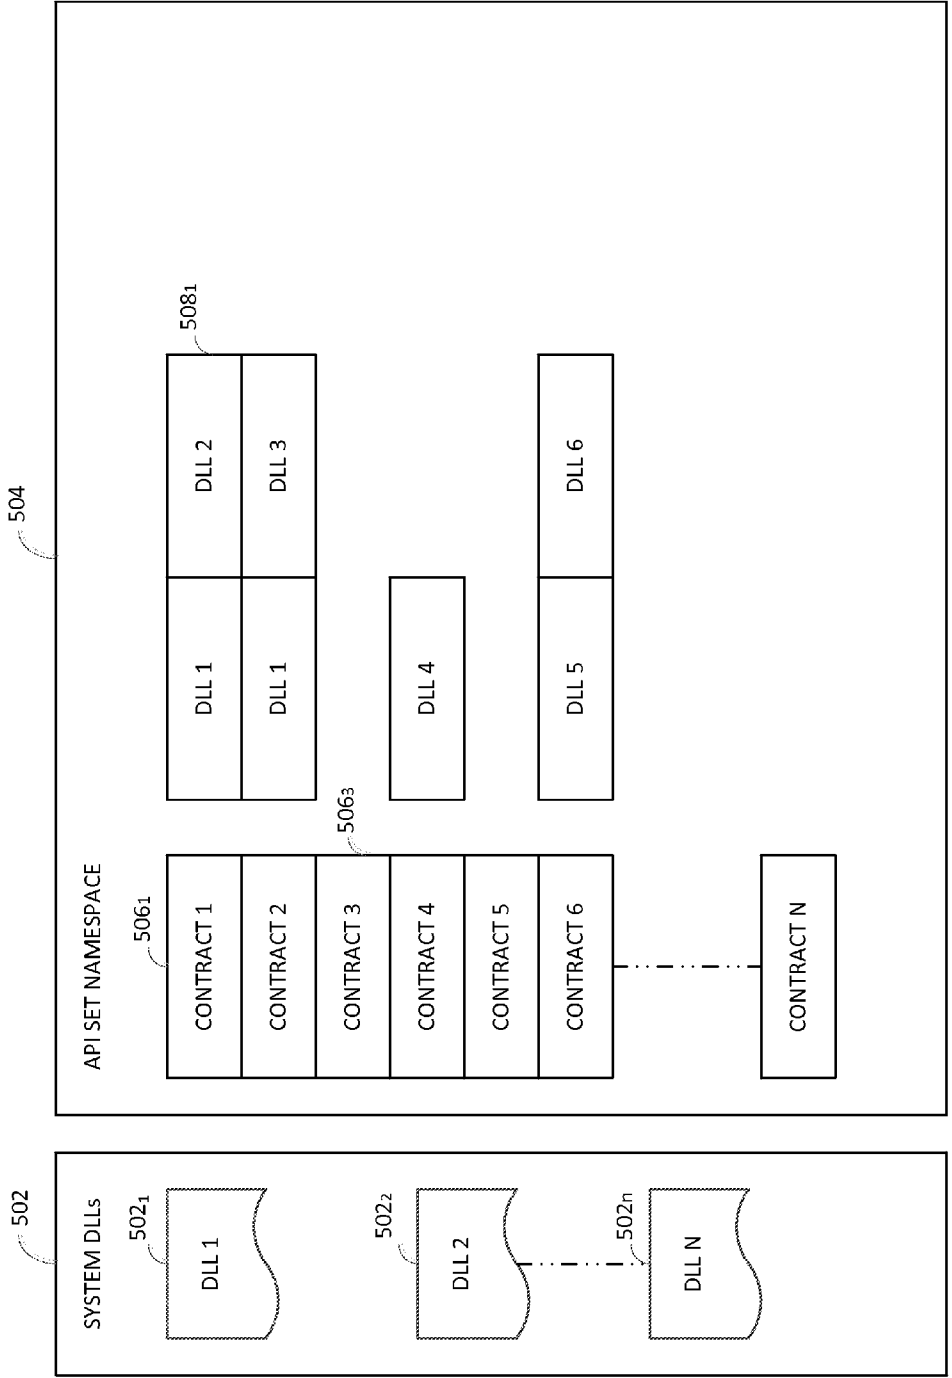 502
504
SYSTEM DLLs
API SET NAMESPACE
502₁
DLL 1
506₁
CONTRACT 1
DLL 1
DLL 2
508₁
CONTRACT 2
DLL 1
DLL 3
CONTRACT 3
506₃
502₂
DLL 2
CONTRACT 4
DLL 4
CONTRACT 5
CONTRACT 6
DLL 5
DLL 6
502n
DLL N
CONTRACT N